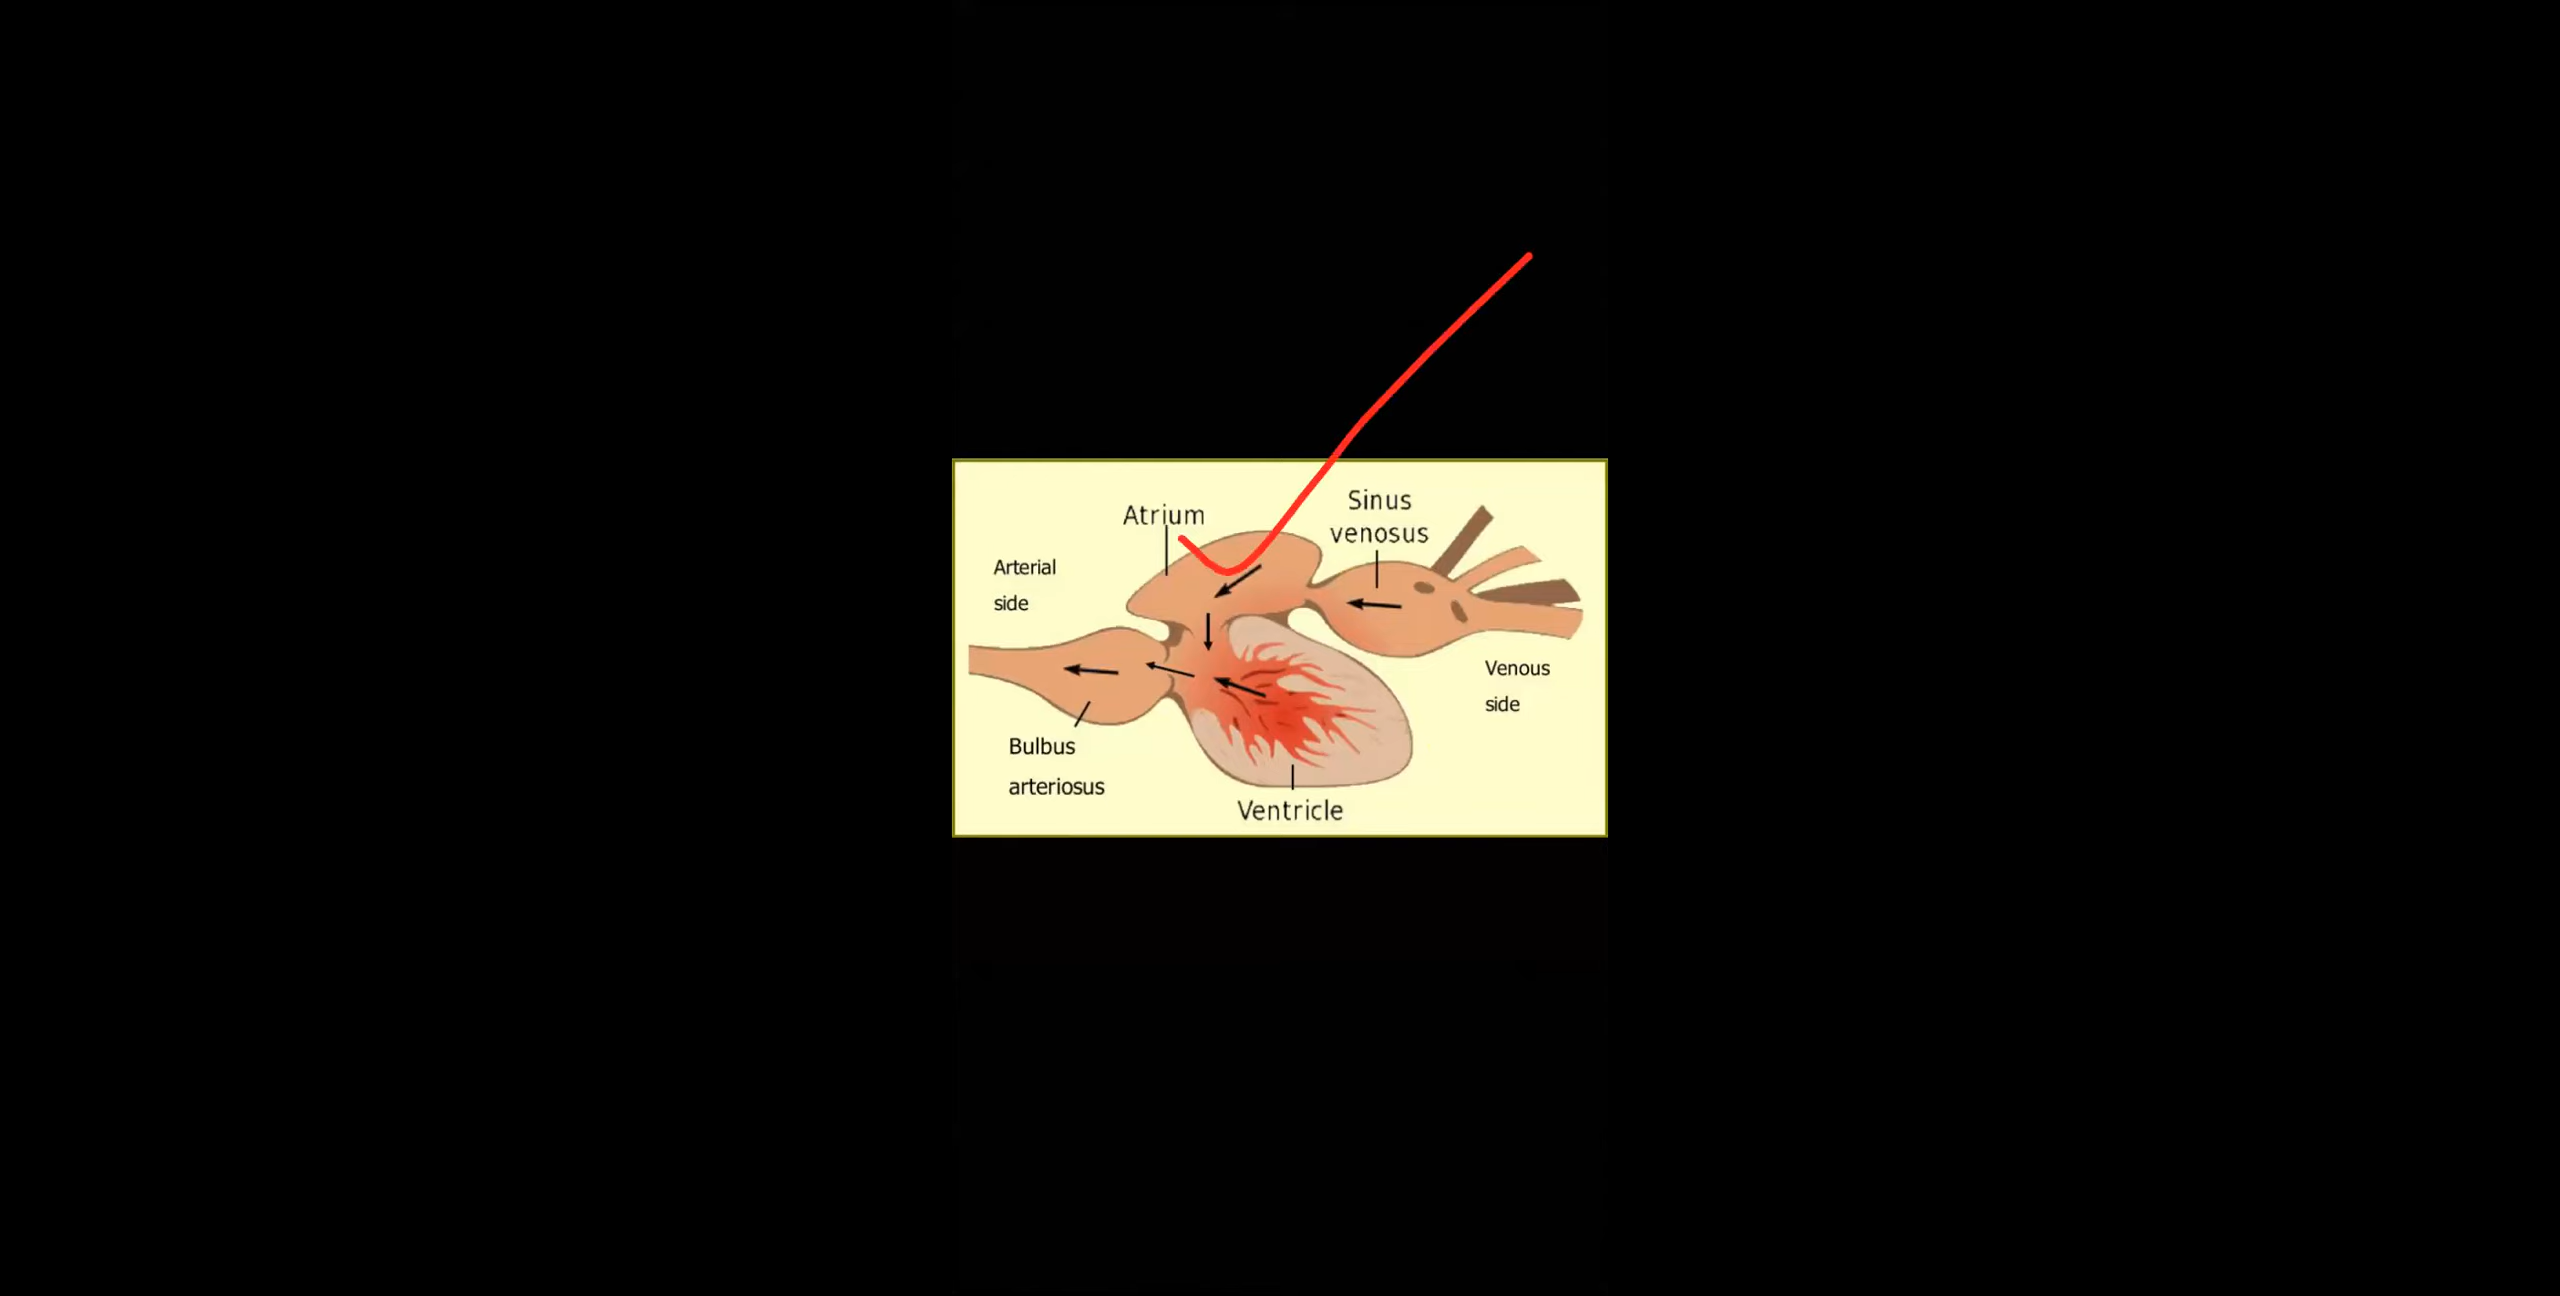 Atrium
Sinus
venosus
Arterial
side
Venous
side
Bulbus
arteriosus
Ventricle